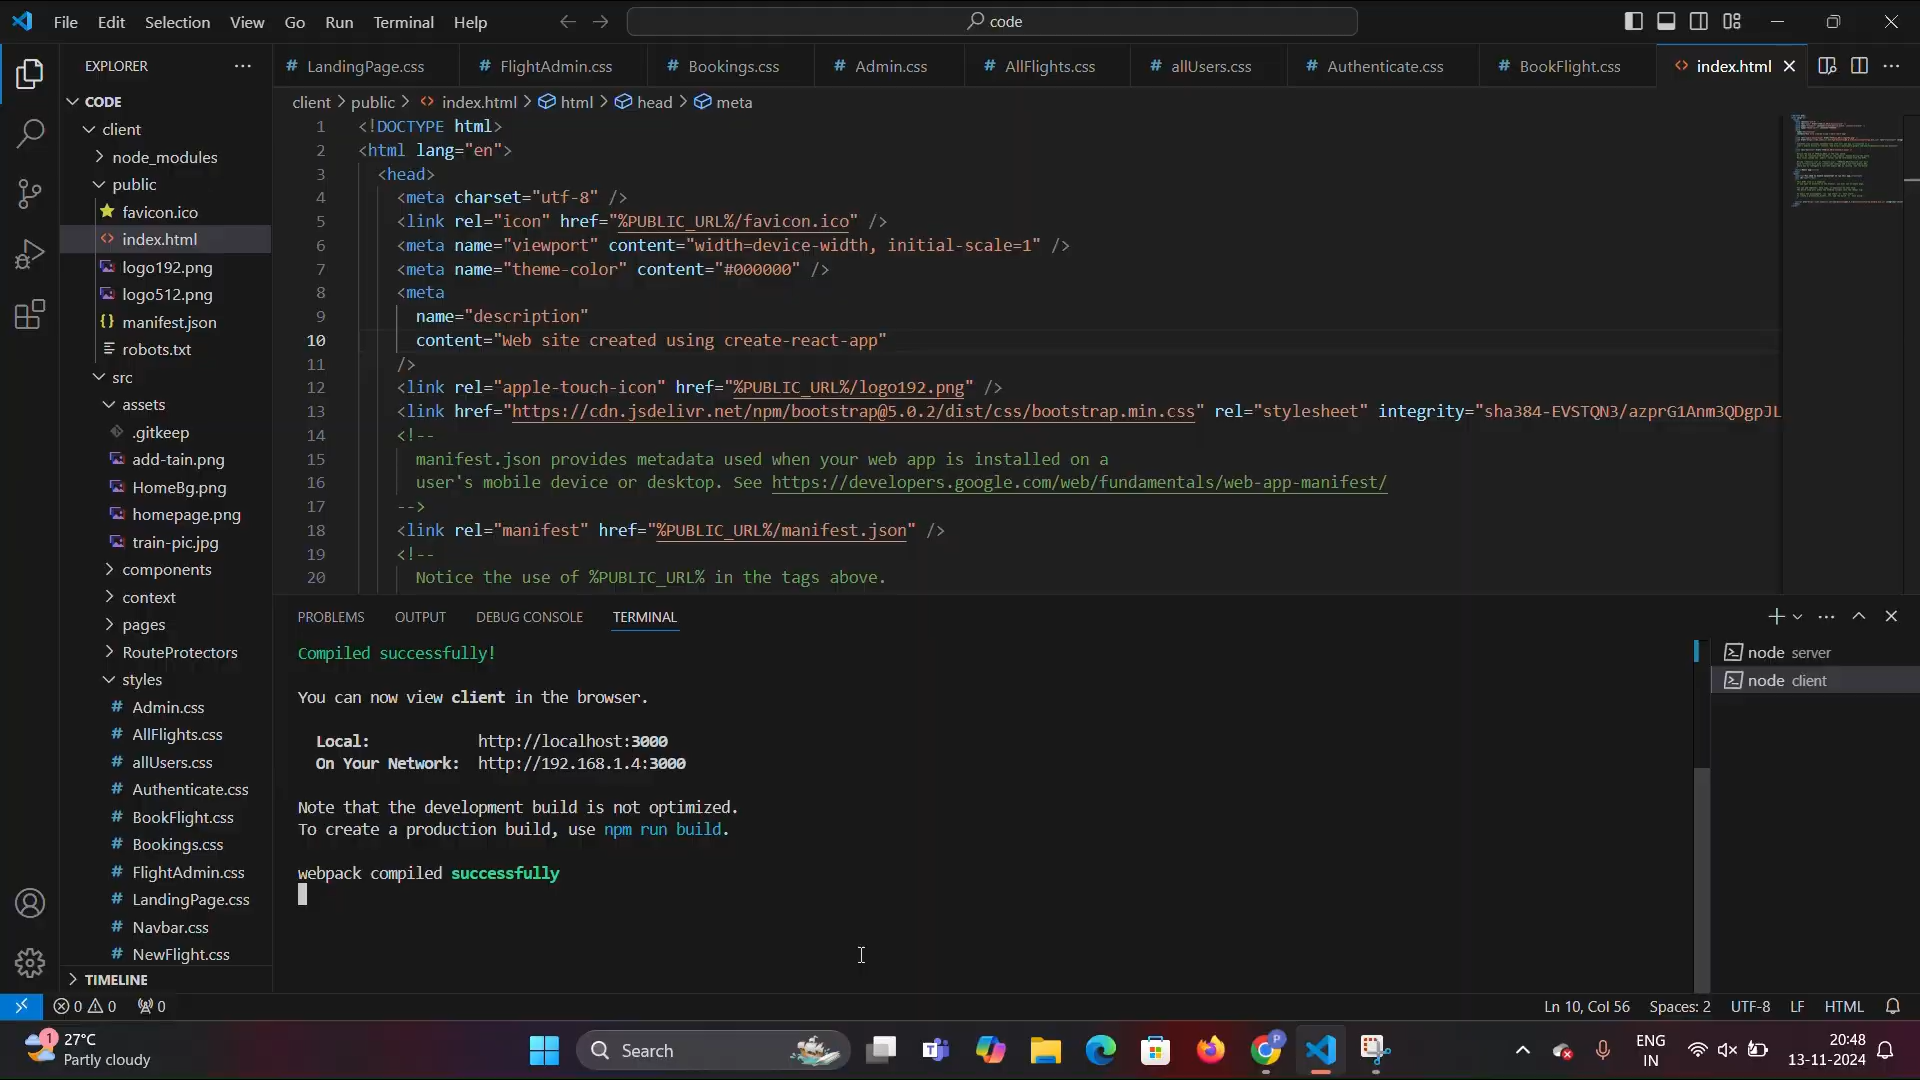 File Edit Selection View Go Run Terminal Help
code
EXPLORER
LandingPage.css
FlightAdmin.css
Bookings.css
Admin.css
AllFlights.css
allUsers.css
Authenticate.css
BookFlight.css
index.html
CODE
client
node_modules
public
favicon.ico
index.html
logo192.png
logo512.png
manifest.json
robots.txt
src
assets
.gitkeep
add-tain.png
HomeBg.png
homepage.png
train-pic.jpg
components
context
pages
RouteProtectors
styles
Admin.css
AllFlights.css
allUsers.css
Authenticate.css
BookFlight.css
Bookings.css
FlightAdmin.css
LandingPage.css
Navbar.css
NewFlight.css
TIMELINE
client > public > index.html > html > head > meta
1 <!DOCTYPE html>
2 <html lang="en">
3 <head>
4 <meta charset="utf-8" />
5 <link rel="icon" href="%PUBLIC_URL%/favicon.ico" />
6 <meta name="viewport" content="width=device-width, initial-scale=1" />
7 <meta name="theme-color" content="#000000" />
8 <meta
9 name="description"
10 content="Web site created using create-react-app"
11 />
12 <link rel="apple-touch-icon" href="%PUBLIC_URL%/logo192.png" />
13 <link href="https://cdn.jsdelivr.net/npm/bootstrap@5.0.2/dist/css/bootstrap.min.css" rel="stylesheet" integrity="sha384-EVSTQN3/azprG1Anm3QDgpJL
14 <!--
15 manifest.json provides metadata used when your web app is installed on a
16 user's mobile device or desktop. See https://developers.google.com/web/fundamentals/web-app-manifest/
17 -->
18 <link rel="manifest" href="%PUBLIC_URL%/manifest.json" />
19 <!--
20 Notice the use of %PUBLIC_URL% in the tags above.
PROBLEMS OUTPUT DEBUG CONSOLE TERMINAL
Compiled successfully!
You can now view client in the browser.
Local: http://localhost:3000
On Your Network: http://192.168.1.4:3000
Note that the development build is not optimized.
To create a production build, use npm run build.
webpack compiled successfully
node server
node client
0 0 0
Ln 10, Col 56 Spaces: 2 UTF-8 LF HTML
1
27°C
Partly cloudy
Search
P
ENG
IN
20:48
13-11-2024